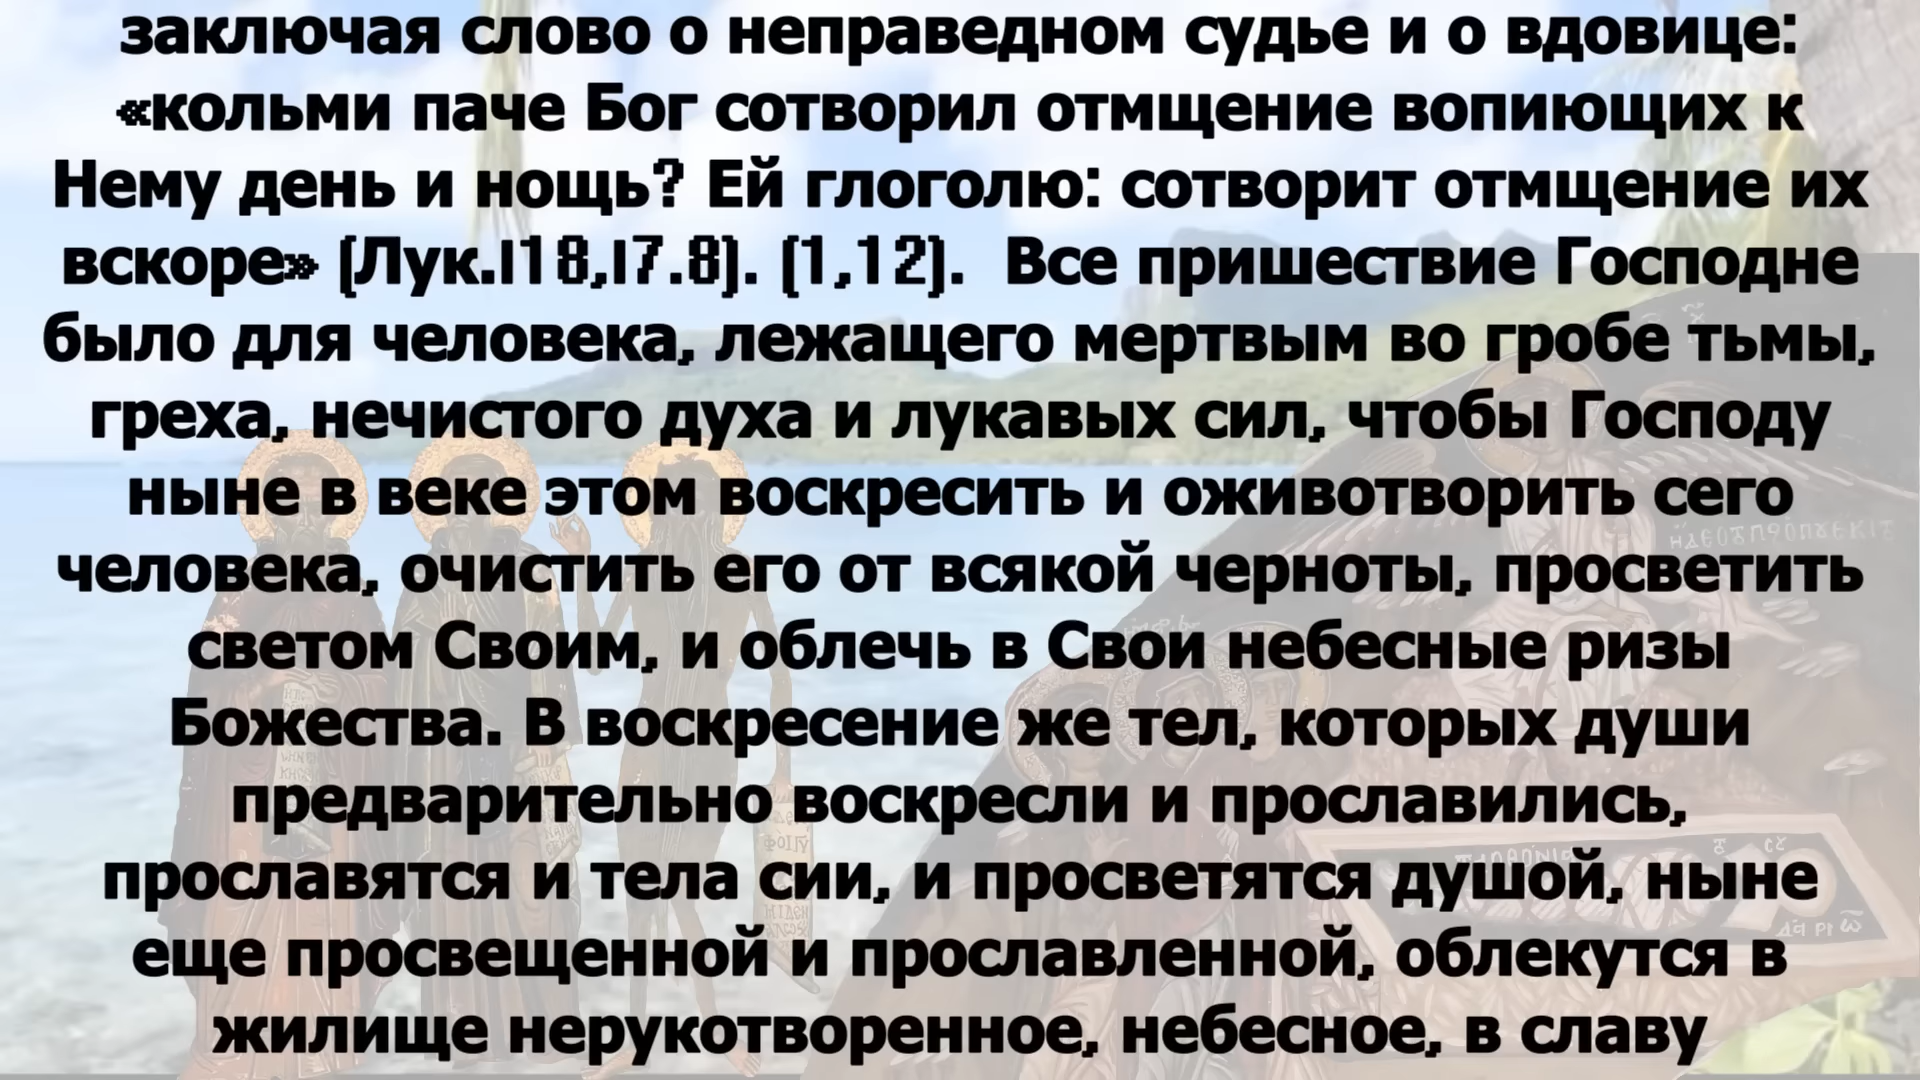 заключая слово о неправедном судье и о вдовице:
«кольми паче Бог сотворил отмщение вопиющих к
Нему день и нощь? Ей глоголю: сотворит отмщение их
вскоре» (Лук.I18,I7.8). (1,12). Все пришествие Господне
было для человека, лежащего мертвым во гробе тьмы,
греха, нечистого духа и лукавых сил, чтобы Господу
ныне в веке этом воскресить и оживотворить сего
человека, очистить его от всякой черноты, просветить
светом Своим, и облечь в Свои небесные ризы
Божества. В воскресение же тел, которых души
предварительно воскресли и прославились,
прославятся и тела сии, и просветятся душой, ныне
еще просвещенной и прославленной, облекутся в
жилище нерукотворенное, небесное, в славу